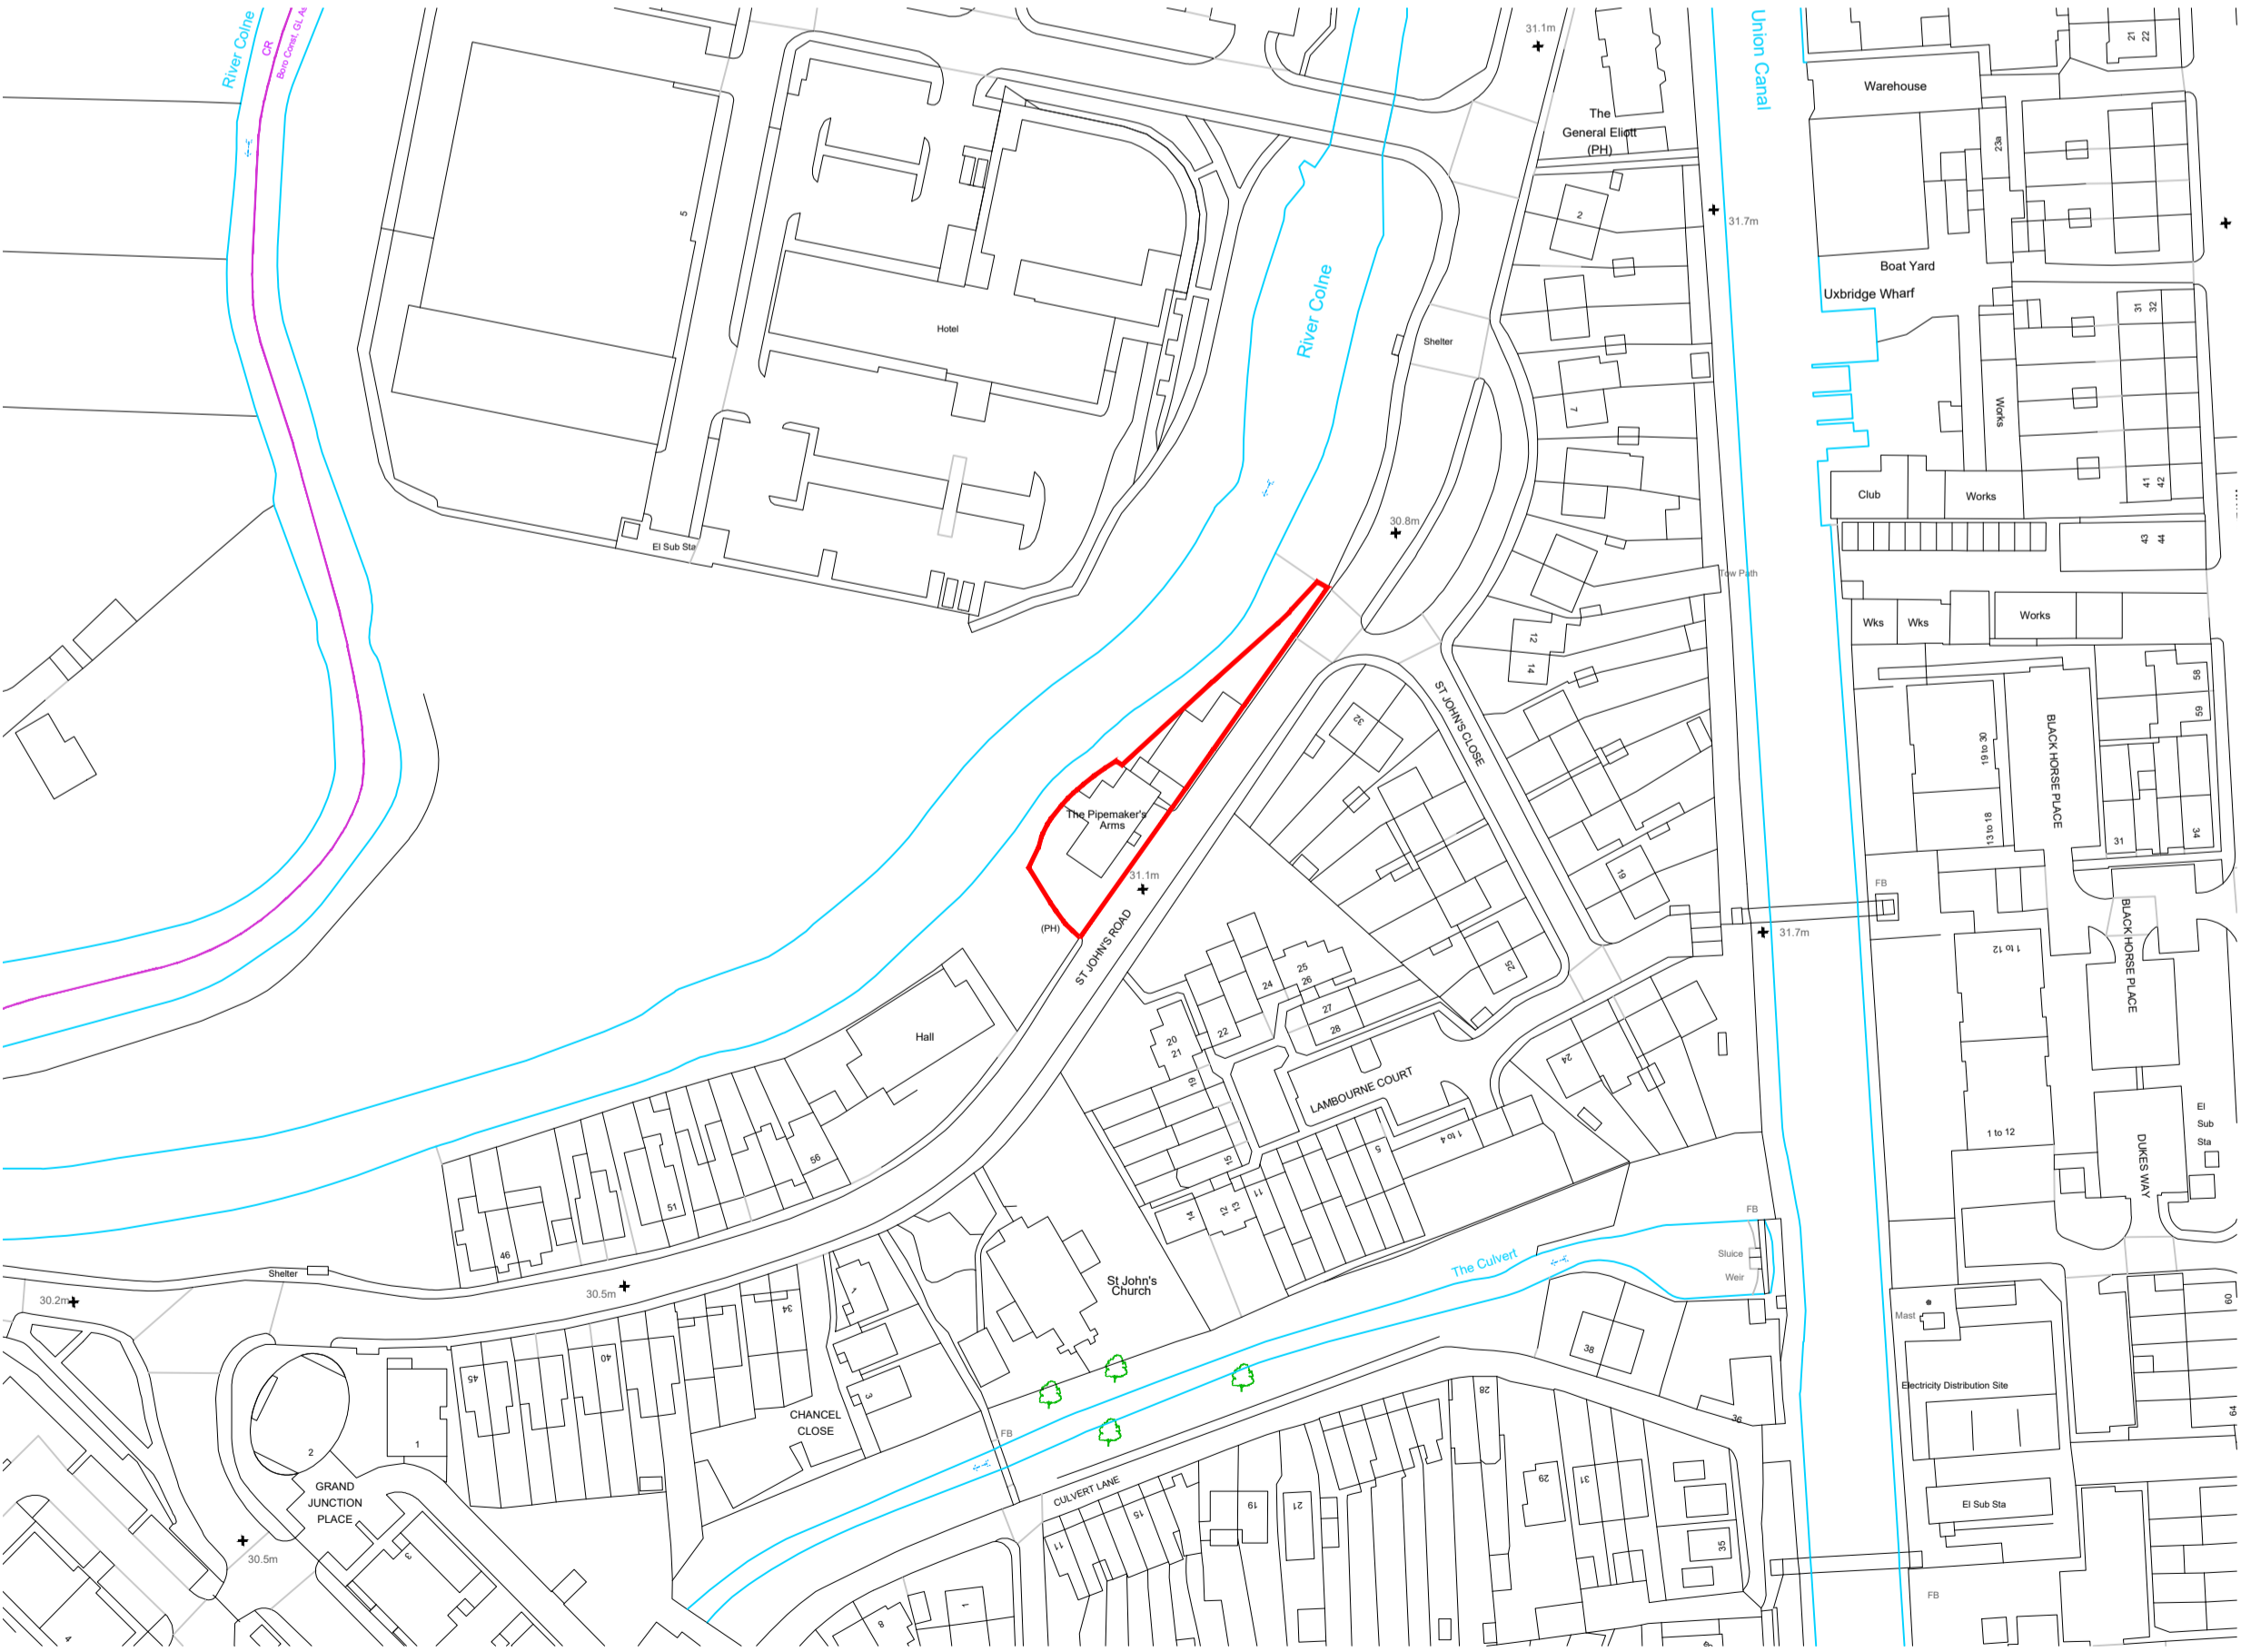 River Colne
CR
Boro Const, GL As
Union Canal
31.1m
21
22
Warehouse
The
General Eliott
(PH)
23a
2
31.7m
5
Boat Yard
Uxbridge Wharf
31
32
River Colne
Hotel
Shelter
7
Works
41
42
Club
Works
43
44
30.8m
El Sub Sta
Tow Path
12
14
Wks
Wks
Works
58
59
ST JOHN'S CLOSE
32
BLACK HORSE PLACE
19 to 30
13 to 18
31
34
The Pipemaker's
Arms
19
31.1m
FB
31.7m
(PH)
ST JOHN'S ROAD
BLACK HORSE PLACE
1 to 12
25
24
25
26
27
28
22
20
21
19
Hall
24
LAMBOURNE COURT
1 to 4
5
1 to 12
El
Sub
Sta
DUKES WAY
56
51
46
15
14
12
13
11
FB
Sluice
Weir
The Culvert
St John's
Church
Shelter
30.2m
30.5m
34
1
3
Mast
60
38
36
Electricity Distribution Site
64
45
40
CHANCEL
CLOSE
2
1
GRAND
JUNCTION
PLACE
FB
CULVERT LANE
28
29
31
35
El Sub Sta
30.5m
3
4
11
15
19
21
8
1
FB